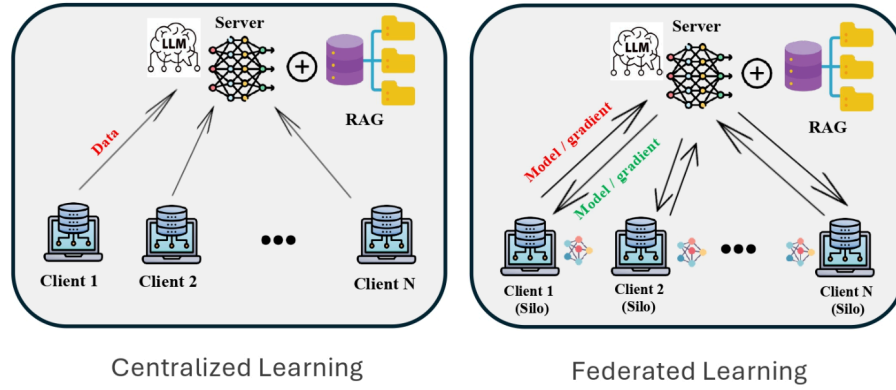 Server
LLM
RAG
Data
Client 1
Client 2
Client N
Centralized Learning
Server
LLM
RAG
Model / gradient
Model / gradient
Client 1
(Silo)
Client 2
(Silo)
Client N
(Silo)
Federated Learning